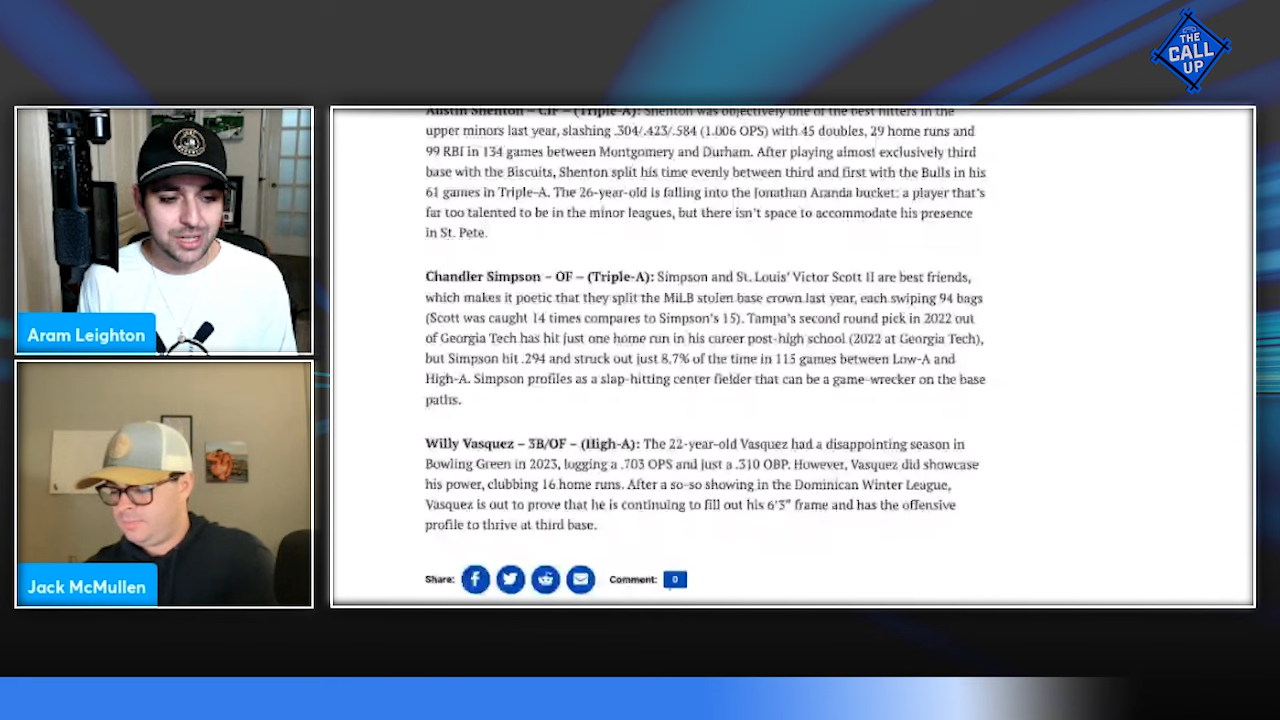 THE
CALL
UP
Aram Leighton
Jack McMullen
Austin Shenton – CIF – (Triple-A): Shenton was objectively one of the best hitters in the
upper minors last year, slashing .304/.423/.584 (1.006 OPS) with 45 doubles, 29 home runs and
99 RBI in 134 games between Montgomery and Durham. After playing almost exclusively third
base with the Biscuits, Shenton split his time evenly between third and first with the Bulls in his
61 games in Triple-A. The 26-year-old is falling into the Jonathan Aranda bucket: a player that's
far too talented to be in the minor leagues, but there isn't space to accommodate his presence
in St. Pete.
Chandler Simpson – OF – (Triple-A): Simpson and St. Louis' Victor Scott II are best friends,
which makes it poetic that they split the MiLB stolen base crown last year, each swiping 94 bags
(Scott was caught 14 times compares to Simpson's 15). Tampa's second round pick in 2022 out
of Georgia Tech has hit just one home run in his career post-high school (2022 at Georgia Tech),
but Simpson hit .294 and struck out just 8.7% of the time in 115 games between Low-A and
High-A. Simpson profiles as a slap-hitting center fielder that can be a game-wrecker on the base
paths.
Willy Vasquez – 3B/OF – (High-A): The 22-year-old Vasquez had a disappointing season in
Bowling Green in 2023, logging a .703 OPS and just a .310 OBP. However, Vasquez did showcase
his power, clubbing 16 home runs. After a so-so showing in the Dominican Winter League,
Vasquez is out to prove that he is continuing to fill out his 6'3" frame and has the offensive
profile to thrive at third base.
Share:
Comment: 0